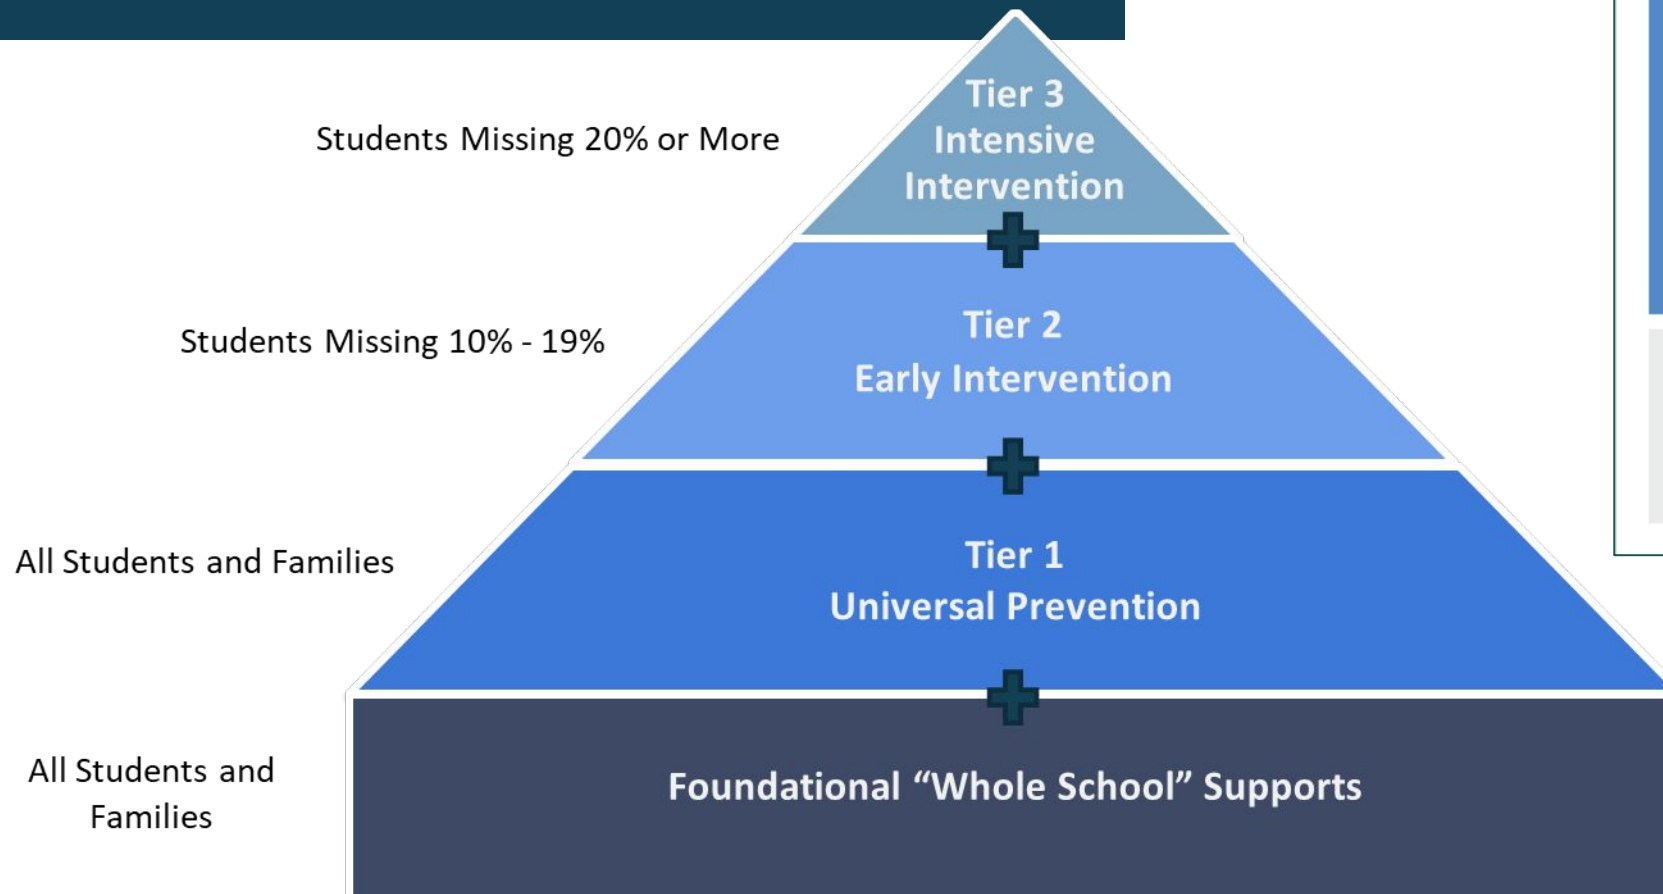 Tier 3
Intensive
Intervention
Students Missing 20% or More
Tier 2
Early Intervention
Students Missing 10% - 19%
Tier 1
Universal Prevention
All Students and Families
Foundational “Whole School” Supports
All Students and
Families